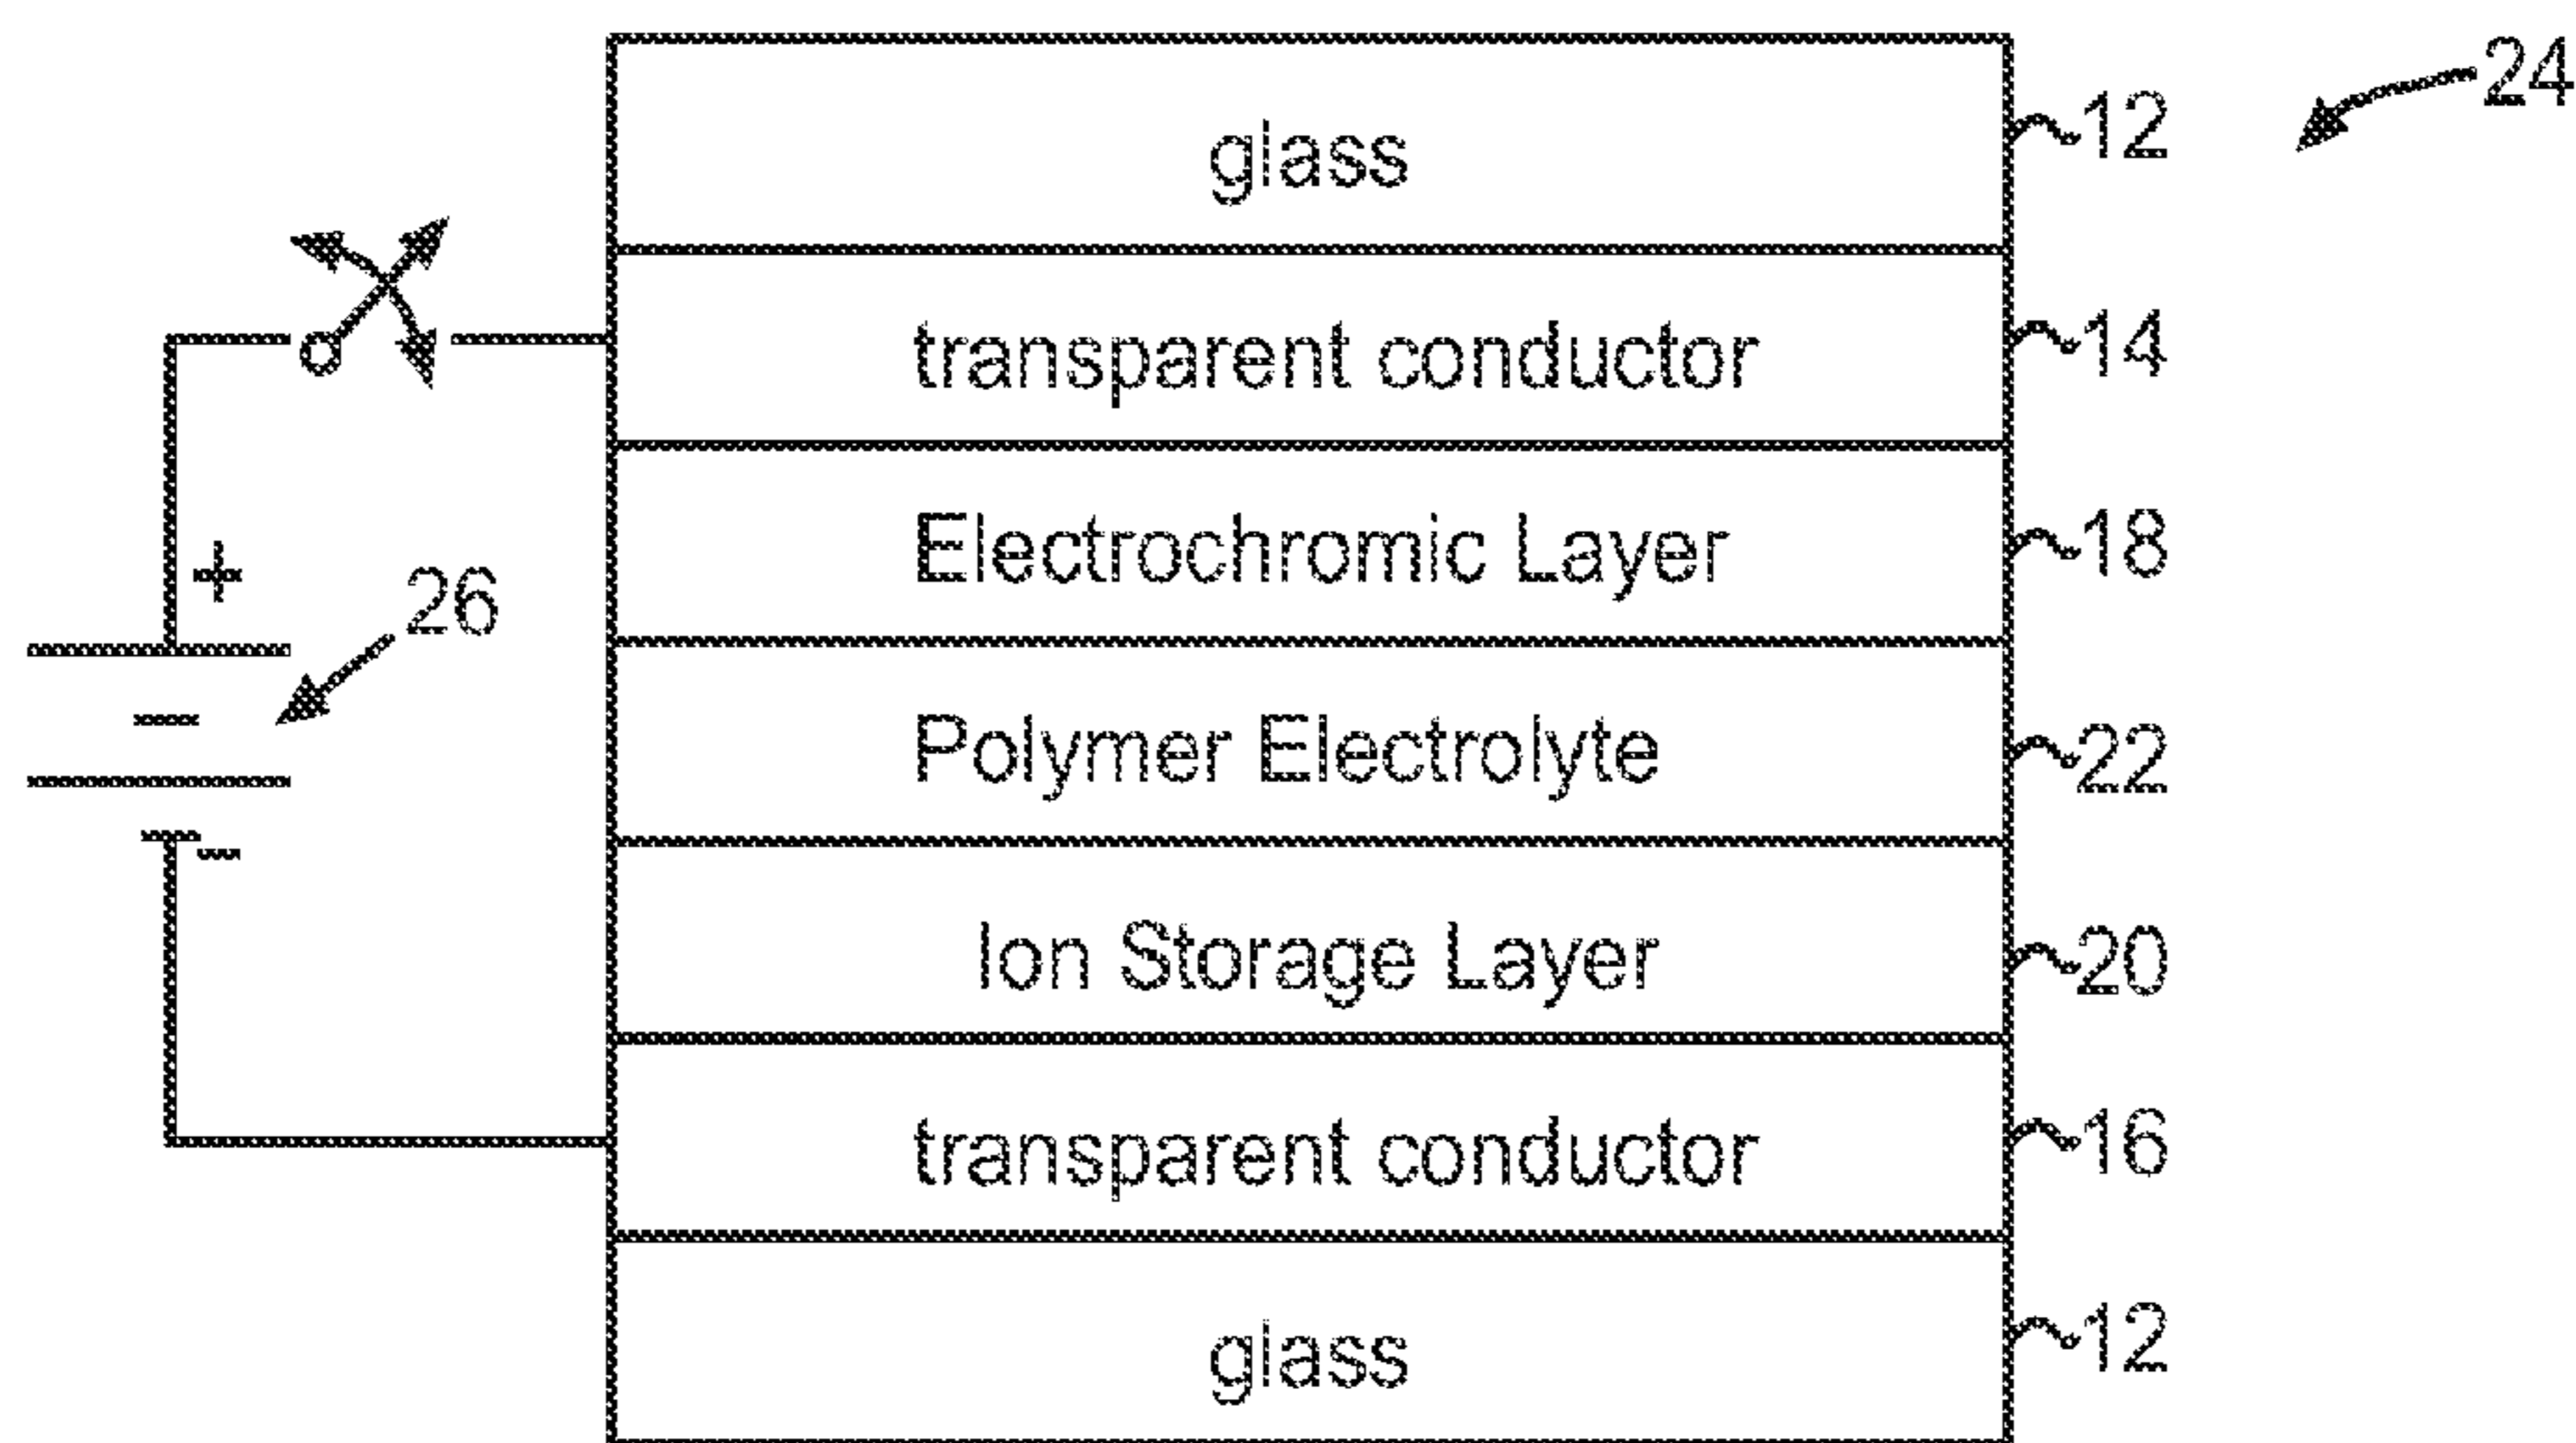 24
glass 12
transparent conductor 14
Electrochromic Layer 18
+
26
Polymer Electrolyte 22
-
Ion Storage Layer 20
transparent conductor 16
glass 12